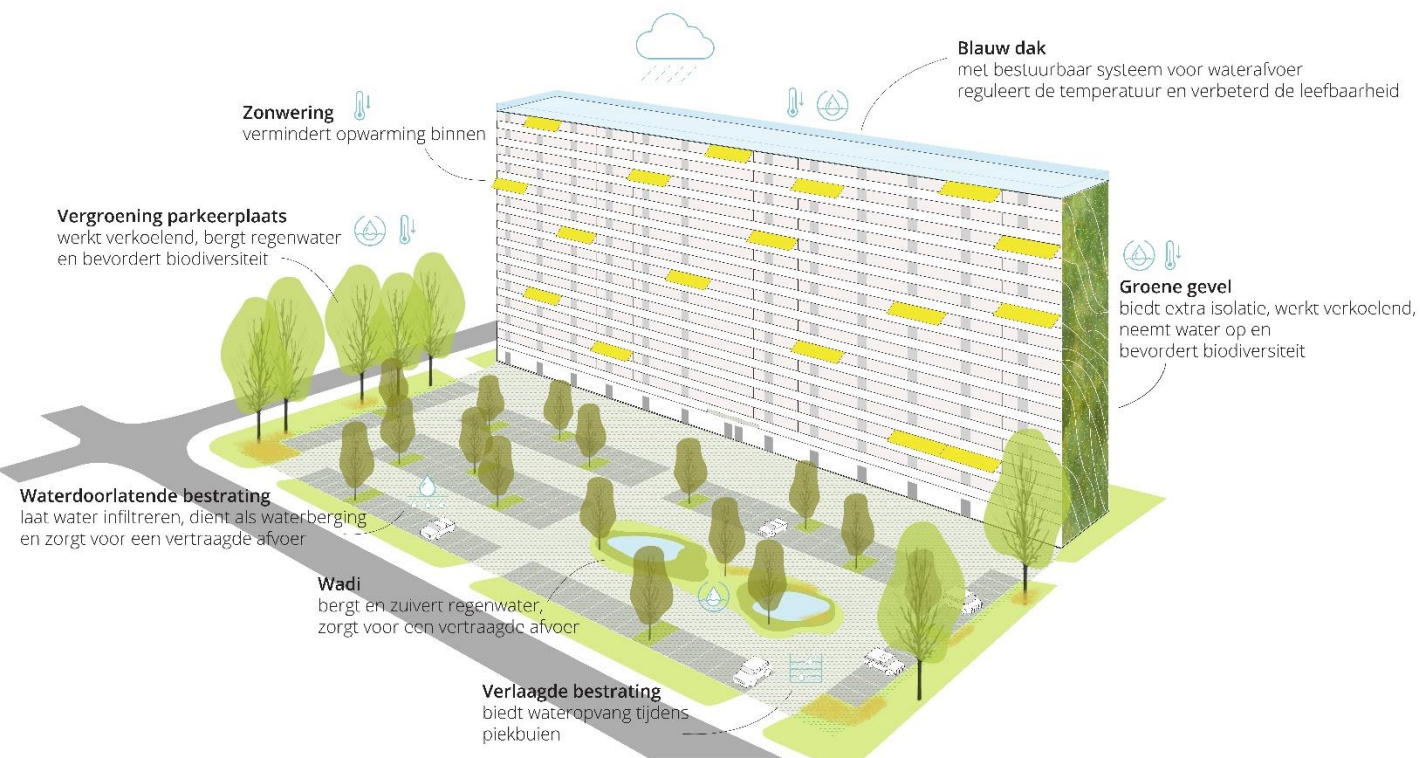 Blauw dak
met bestuurbaar systeem voor waterafvoer
reguleert de temperatuur en verbeterd de leefbaarheid
Zonwering
vermindert opwarming binnen
Vergroening parkeerplaats
werkt verkoelend, bergt regenwater
en bevordert biodiversiteit
Groene gevel
biedt extra isolatie, werkt verkoelend,
neemt water op en
bevordert biodiversiteit
Waterdoorlatende bestrating
laat water infiltreren, dient als waterberging
en zorgt voor een vertraagde afvoer
Wadi
bergt en zuivert regenwater,
zorgt voor een vertraagde afvoer
Verlaagde bestrating
biedt wateropvang tijdens
piekbuien